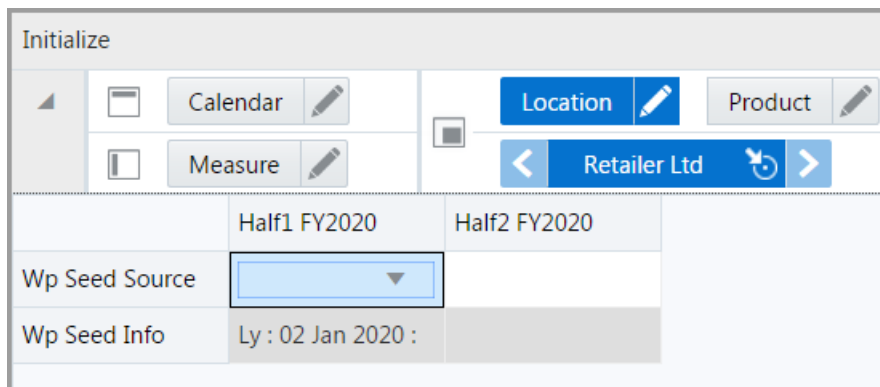 Initialize
Calendar
Location
Product
Measure
Retailer Ltd
Half1 FY2020 Half2 FY2020
Wp Seed Source
Wp Seed Info Ly : 02 Jan 2020 :